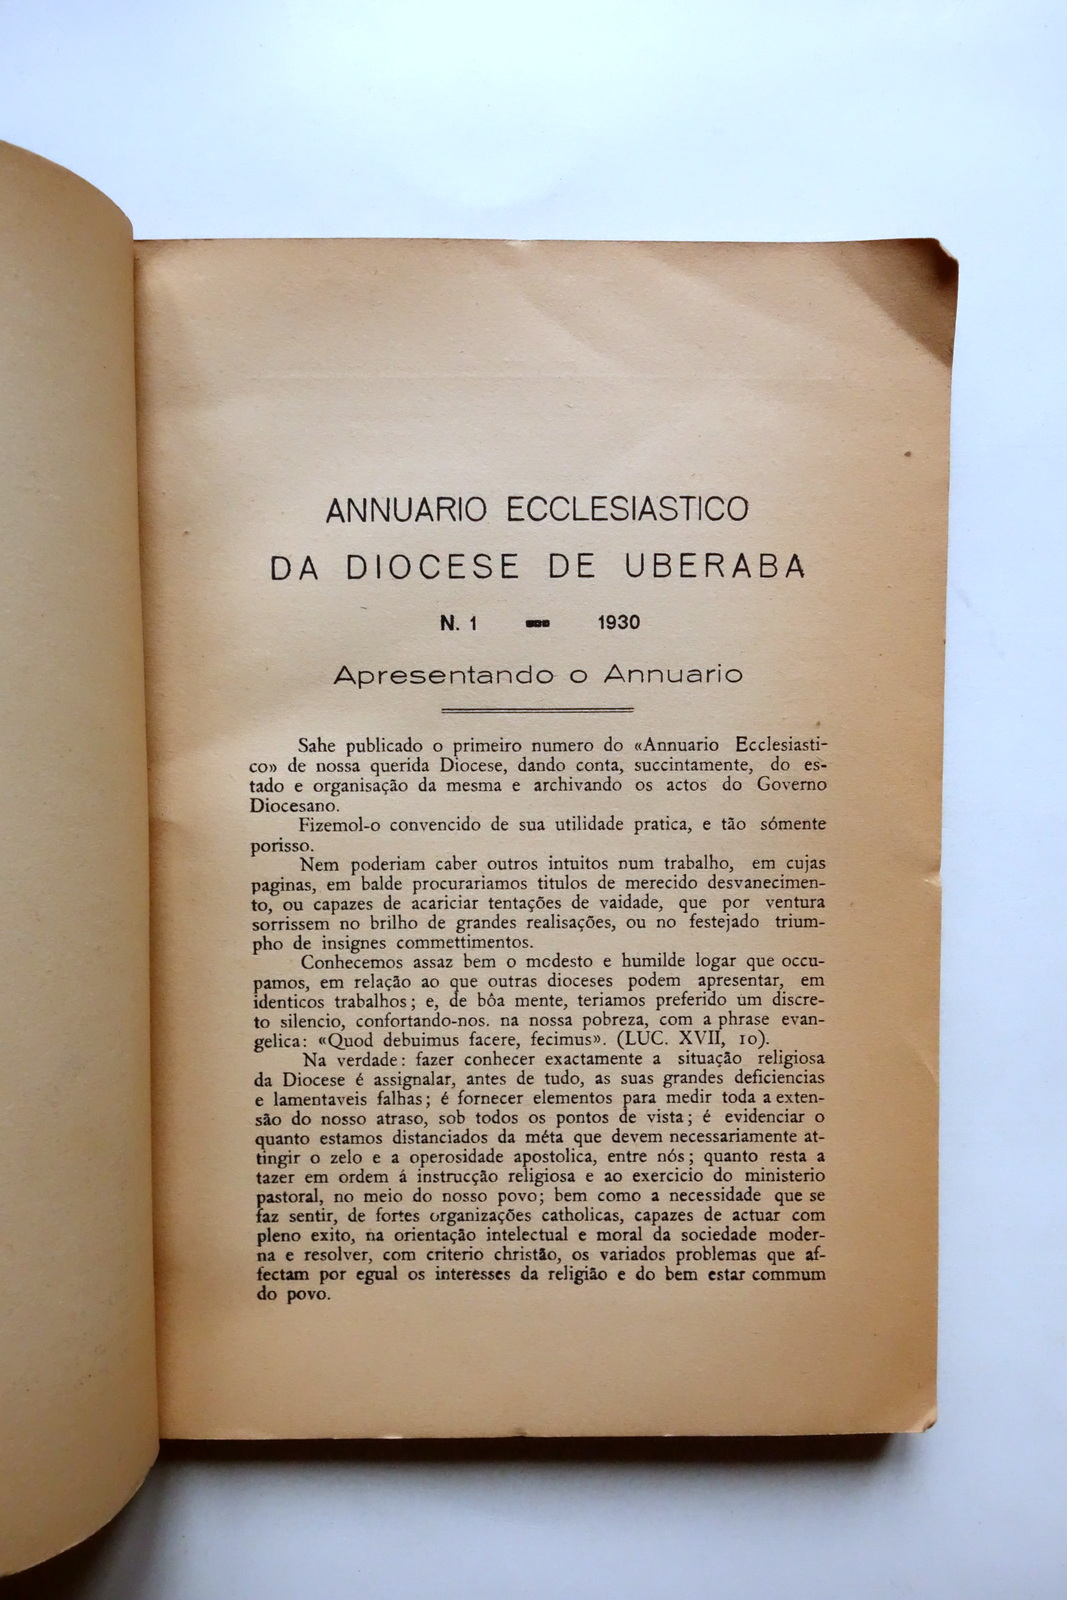 ANNUARIO ECCLESIASTICO
DA DIOCESE DE UBERABA
N. 1 1930
Apresentando o Annuario
Sahe publicado o primeiro numero do «Annuario Ecclesiasti-
co» de nossa querida Diocese, dando conta, succintamente, do es-
tado e organisação da mesma e archivando os actos do Governo
Diocesano.
Fizemol-o convencido de sua utilidade pratica, e tão sómente
porisso.
Nem poderiam caber outros intuitos num trabalho, em cujas
paginas, em balde procurariamos titulos de merecido desvanecimen-
to, ou capazes de acariciar tentações de vaidade, que por ventura
sorrissem no brilho de grandes realisações, ou no festejado trium-
pho de insignes commettimentos.
Conhecemos assaz bem o modesto e humilde logar que occu-
pamos, em relação ao que outras dioceses podem apresentar, em
identicos trabalhos; e, de bôa mente, teriamos preferido um discre-
to silencio, confortando-nos. na nossa pobreza, com a phrase evan-
gelica: «Quod debuimus facere, fecimus». (LUC. XVII, 10).
Na verdade: fazer conhecer exactamente a situação religiosa
da Diocese é assignalar, antes de tudo, as suas grandes deficiencias
e lamentaveis falhas; é fornecer elementos para medir toda a exten-
são do nosso atraso, sob todos os pontos de vista; é evidenciar o
quanto estamos distanciados da méta que devem necessariamente at-
tingir o zelo e a operosidade apostolica, entre nós; quanto resta a
tazer em ordem á instrucção religiosa e ao exercicio do ministerio
pastoral, no meio do nosso povo; bem como a necessidade que se
faz sentir, de fortes organizações catholicas, capazes de actuar com
pleno exito, na orientação intelectual e moral da sociedade moder-
na e resolver, com criterio christão, os variados problemas que af-
fectam por egual os interesses da religião e do bem estar commum
do povo.